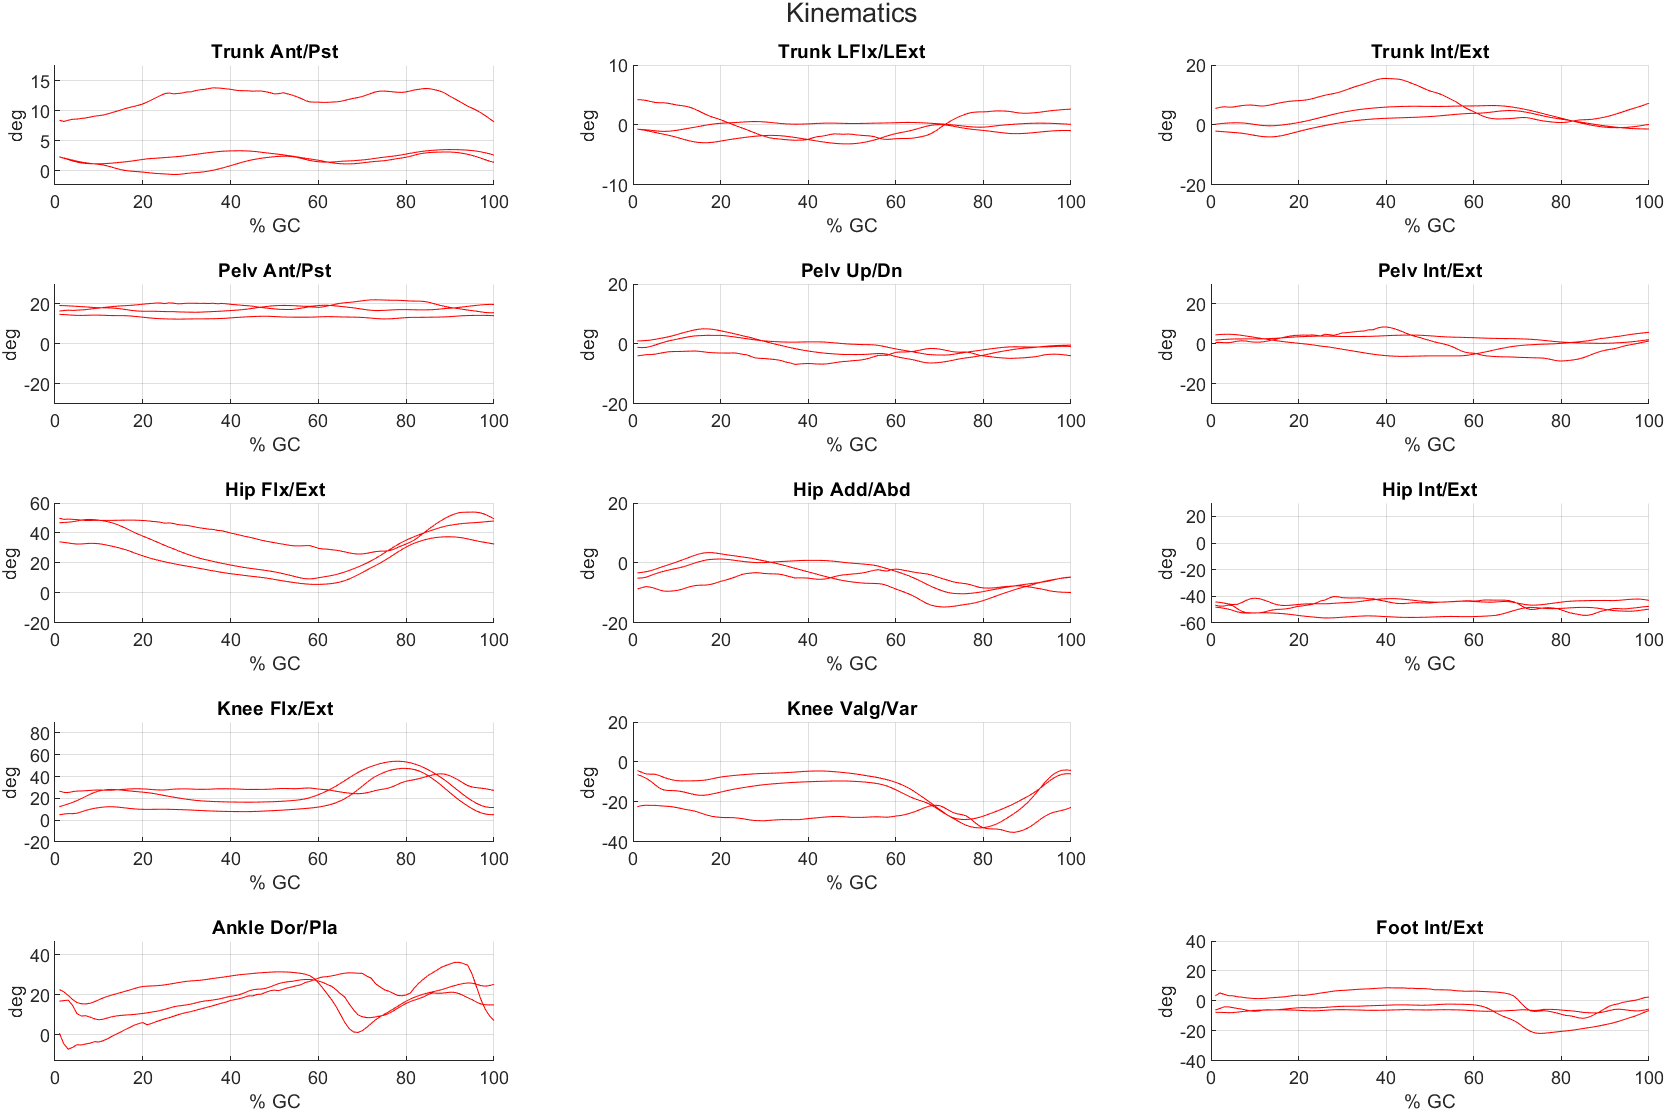 Kinematics
Trunk Ant/Pst
15
10
5
0
deg
0 20 40 60 80 100
% GC
Trunk LFlx/LExt
10
0
-10
deg
0 20 40 60 80 100
% GC
Trunk Int/Ext
20
0
-20
deg
0 20 40 60 80 100
% GC
Pelv Ant/Pst
20
0
-20
deg
0 20 40 60 80 100
% GC
Pelv Up/Dn
20
0
-20
deg
0 20 40 60 80 100
% GC
Pelv Int/Ext
20
0
-20
deg
0 20 40 60 80 100
% GC
Hip Flx/Ext
60
40
20
0
-20
deg
0 20 40 60 80 100
% GC
Hip Add/Abd
20
0
-20
deg
0 20 40 60 80 100
% GC
Hip Int/Ext
20
0
-20
-40
-60
deg
0 20 40 60 80 100
% GC
Knee Flx/Ext
80
60
40
20
0
-20
deg
0 20 40 60 80 100
% GC
Knee Valg/Var
20
0
-20
-40
deg
0 20 40 60 80 100
% GC
Ankle Dor/Pla
40
20
0
deg
0 20 40 60 80 100
% GC
Foot Int/Ext
40
20
0
-20
-40
deg
0 20 40 60 80 100
% GC